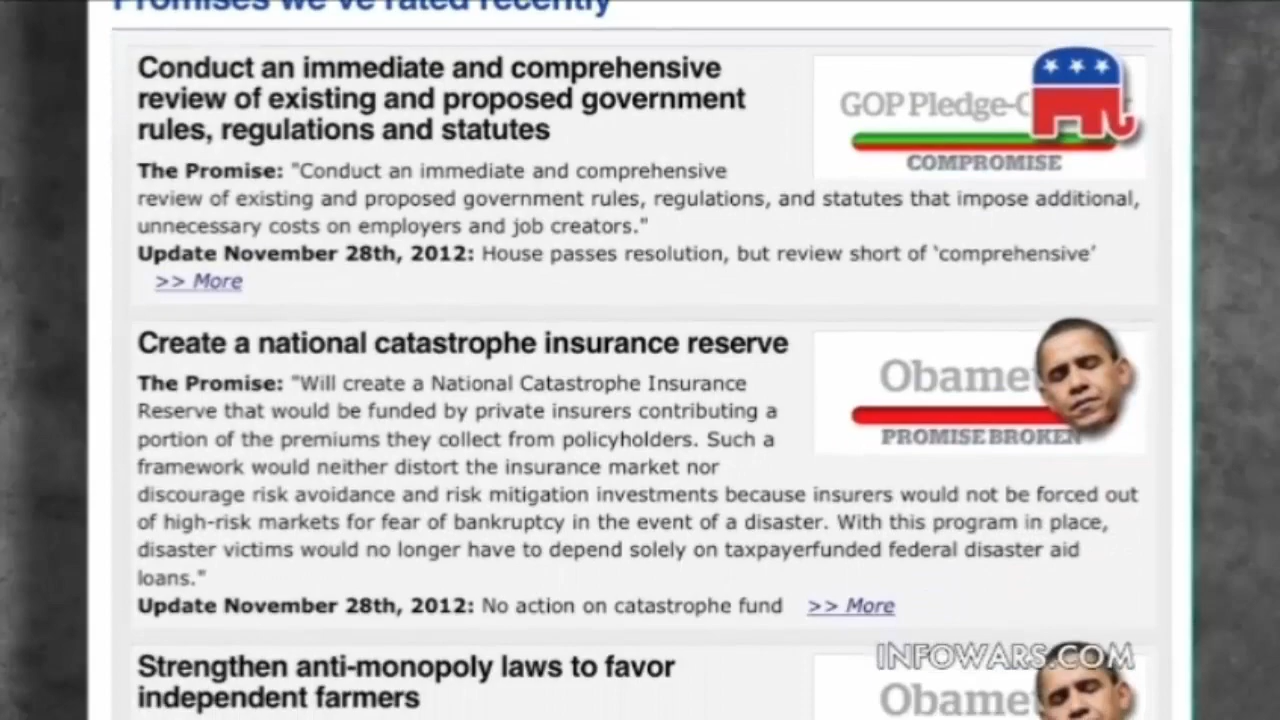 Promises we've rated recently
Conduct an immediate and comprehensive
review of existing and proposed government
rules, regulations and statutes
GOP Pledge-O
COMPROMISE
The Promise: "Conduct an immediate and comprehensive
review of existing and proposed government rules, regulations, and statutes that impose additional,
unnecessary costs on employers and job creators."
Update November 28th, 2012: House passes resolution, but review short of ‘comprehensive’
>> More
Create a national catastrophe insurance reserve
Obame
PROMISE BROKEN
The Promise: "Will create a National Catastrophe Insurance
Reserve that would be funded by private insurers contributing a
portion of the premiums they collect from policyholders. Such a
framework would neither distort the insurance market nor
discourage risk avoidance and risk mitigation investments because insurers would not be forced out
of high-risk markets for fear of bankruptcy in the event of a disaster. With this program in place,
disaster victims would no longer have to depend solely on taxpayerfunded federal disaster aid
loans."
Update November 28th, 2012: No action on catastrophe fund >> More
Strengthen anti-monopoly laws to favor
independent farmers
INFOWARS.COM
Obame